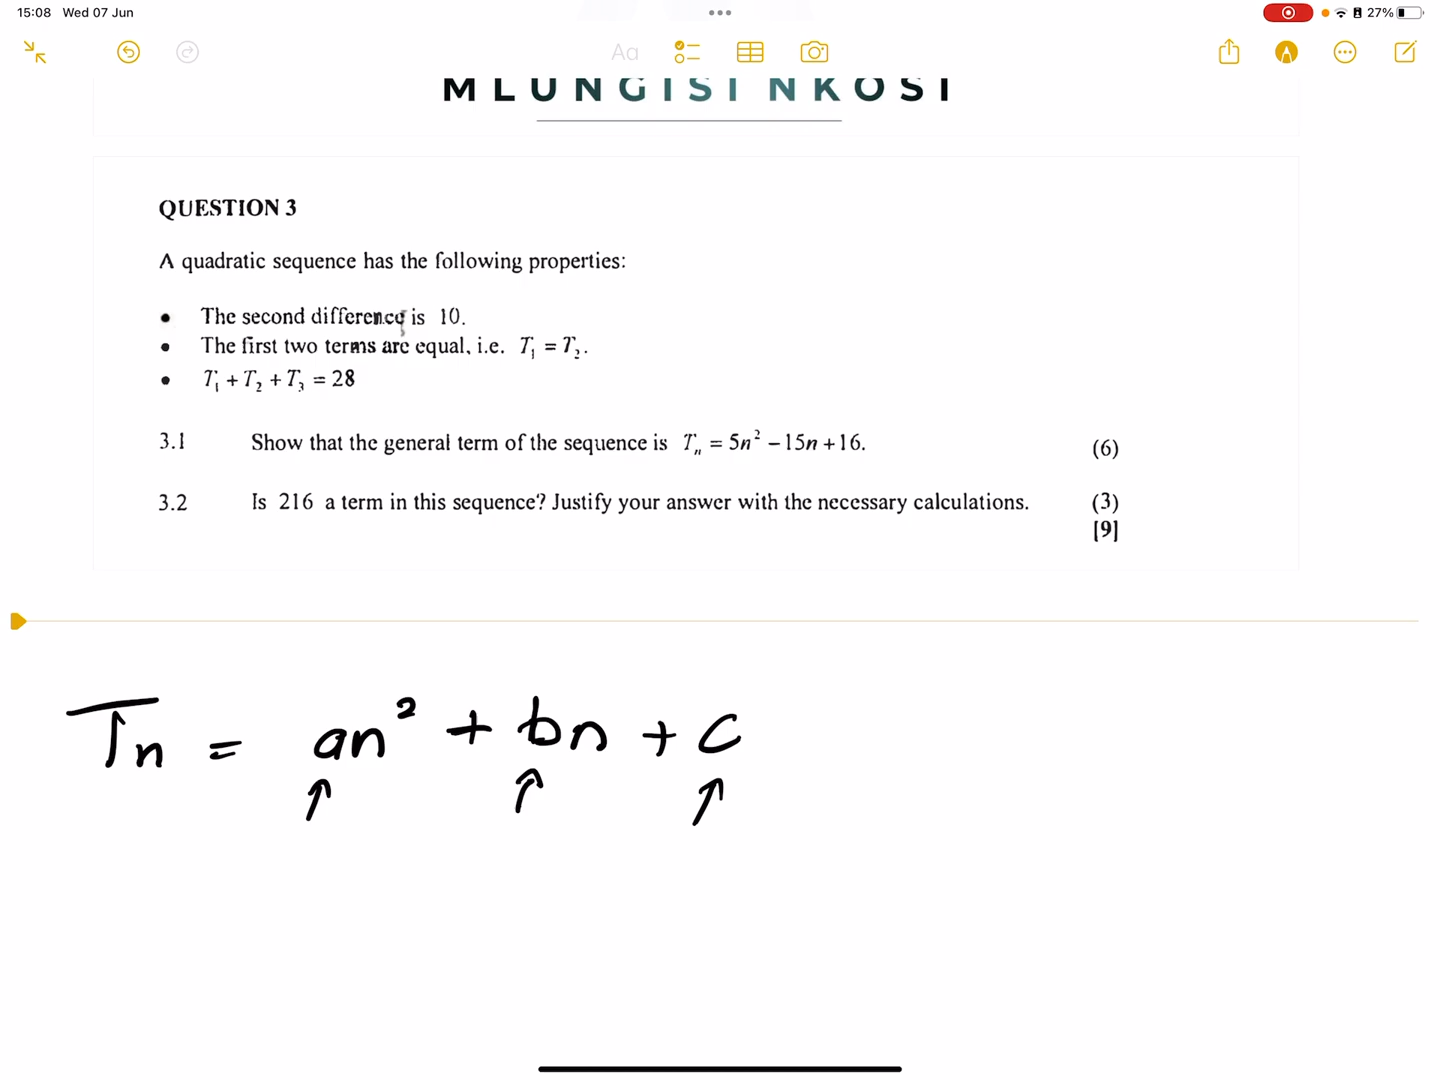 15:08 Wed 07 Jun
27%
Aa
MLUNGISI NKOSI
QUESTION 3
A quadratic sequence has the following properties:
• The second difference is 10.
• The first two terms are equal, i.e. T₁ = T₂.
• T₁ + T₂ + T₃ = 28
3.1 Show that the general term of the sequence is Tₙ = 5n² − 15n + 16. (6)
3.2 Is 216 a term in this sequence? Justify your answer with the necessary calculations. (3)
[9]
Tn = an² + bn + c